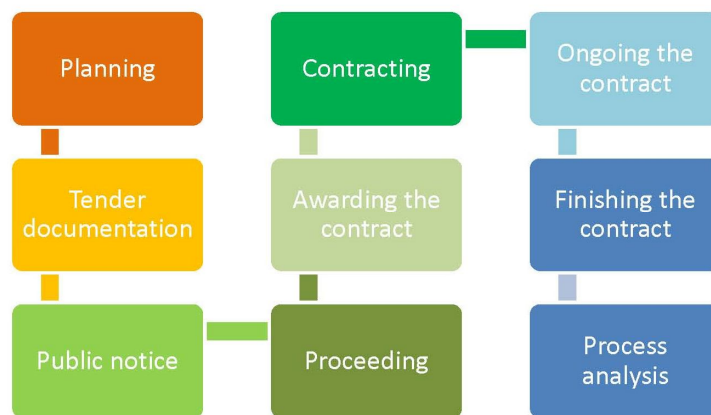 Planning
Tender
documentation
Public notice
Proceeding
Awarding the
contract
Contracting
Ongoing the
contract
Finishing the
contract
Process
analysis